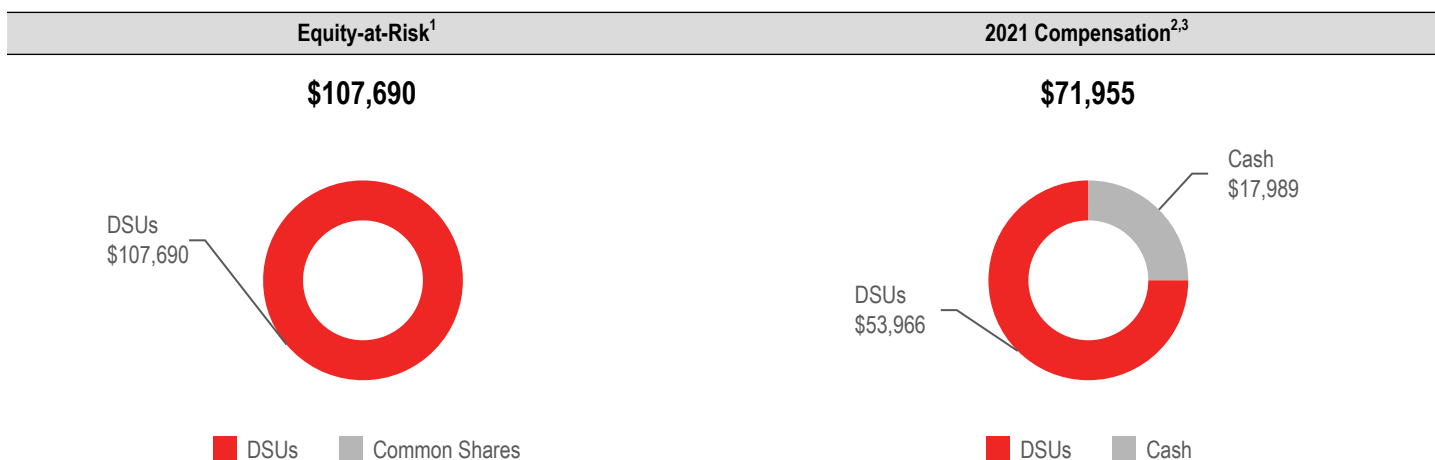 Equity-at-Risk1
2021 Compensation2,3
$107,690
$71,955
DSUs
$107,690
Cash
$17,989
DSUs
$53,966
DSUs
Common Shares
DSUs
Cash